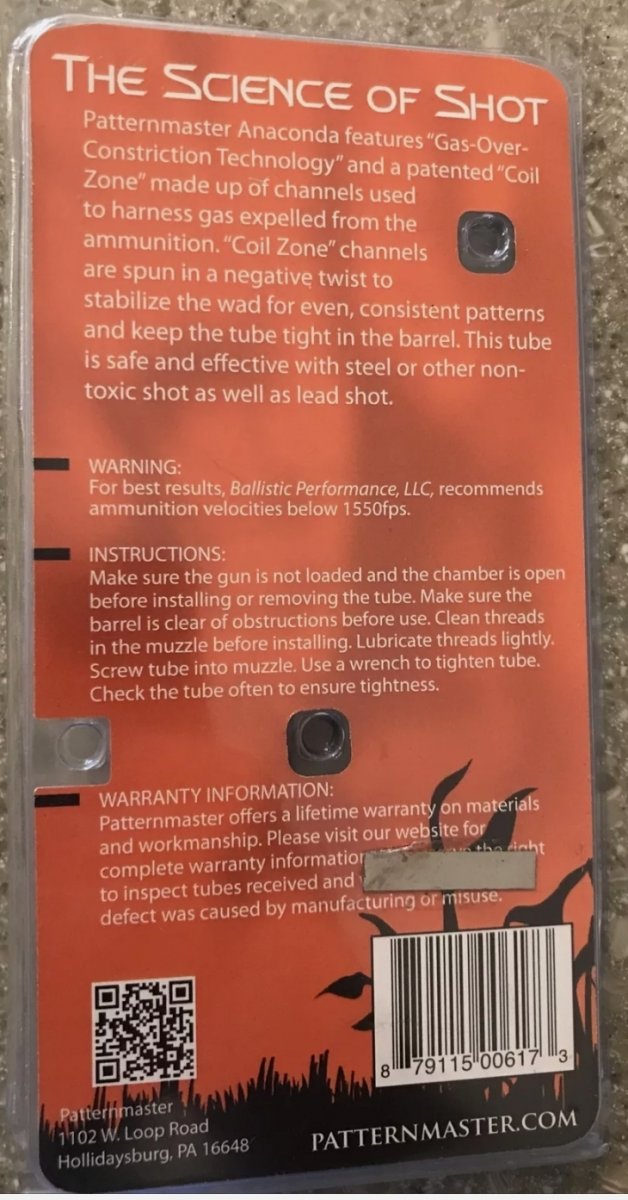 THE SCIENCE OF SHOT
Patternmaster Anaconda features “Gas-Over-
Constriction Technology” and a patented “Coil
Zone” made up of channels used
to harness gas expelled from the
ammunition. “Coil Zone” channels
are spun in a negative twist to
stabilize the wad for even, consistent patterns
and keep the tube tight in the barrel. This tube
is safe and effective with steel or other non-
toxic shot as well as lead shot.
WARNING:
For best results, Ballistic Performance, LLC, recommends
ammunition velocities below 1550fps.
INSTRUCTIONS:
Make sure the gun is not loaded and the chamber is open
before installing or removing the tube. Make sure the
barrel is clear of obstructions before use. Clean threads
in the muzzle before installing. Lubricate threads lightly.
Screw tube into muzzle. Use a wrench to tighten tube.
Check the tube often to ensure tightness.
WARRANTY INFORMATION:
Patternmaster offers a lifetime warranty on materials
and workmanship. Please visit our website for
complete warranty information the right
to inspect tubes received and
defect was caused by manufacturing or misuse.
8 79115 00617 3
Patternmaster
1102 W. Loop Road
Hollidaysburg, PA 16648
PATTERNMASTER.COM